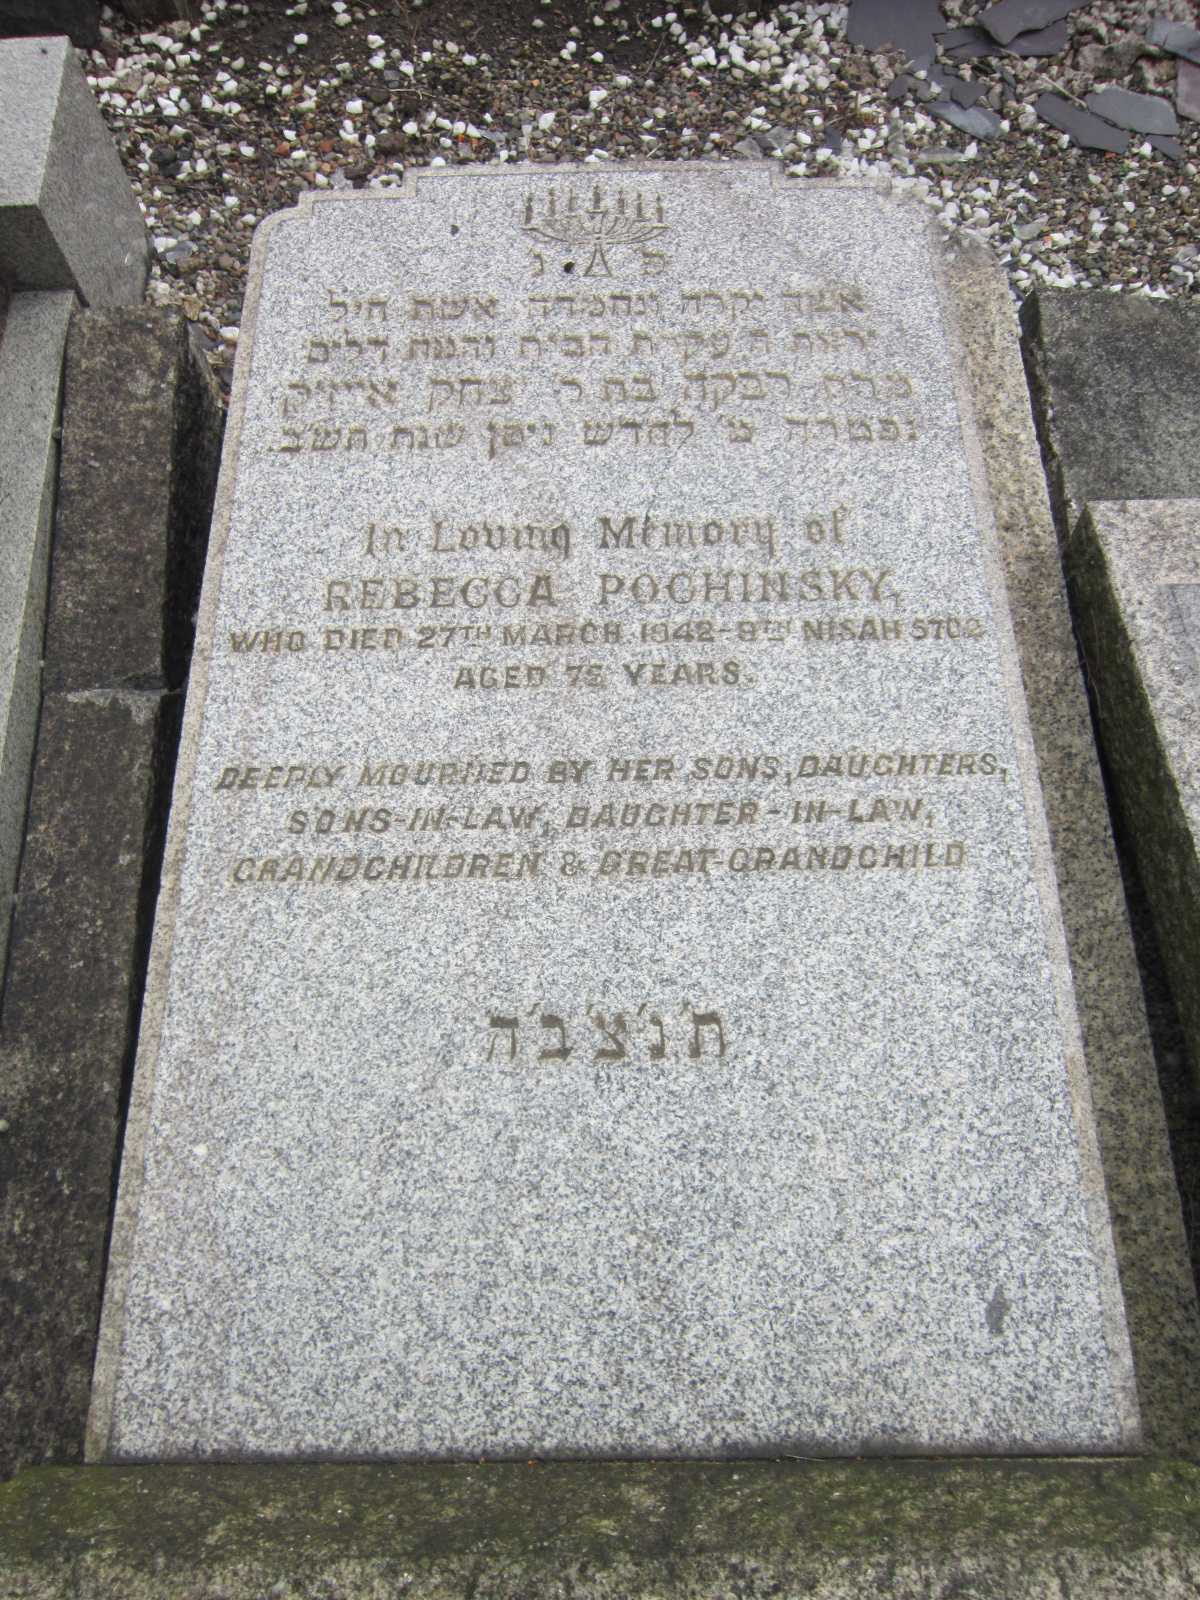 פ נ
אשה יקרה ונחמדה אשת חיל
יראת ה' עקרת הבית וחננת דלים
מרת רבקה בת ר' יצחק אייזיק
נפטרה ט' לחדש ניסן שנת תש"ב.
In Loving Memory of
REBECCA POCHINSKY,
WHO DIED 27TH MARCH 1942-9TH NISAN 5702
AGED 75 YEARS.
DEEPLY MOURNED BY HER SONS, DAUGHTERS,
SONS-IN-LAW, DAUGHTER-IN-LAW,
GRANDCHILDREN & GREAT-GRANDCHILD
ת'נ'צ'ב'ה